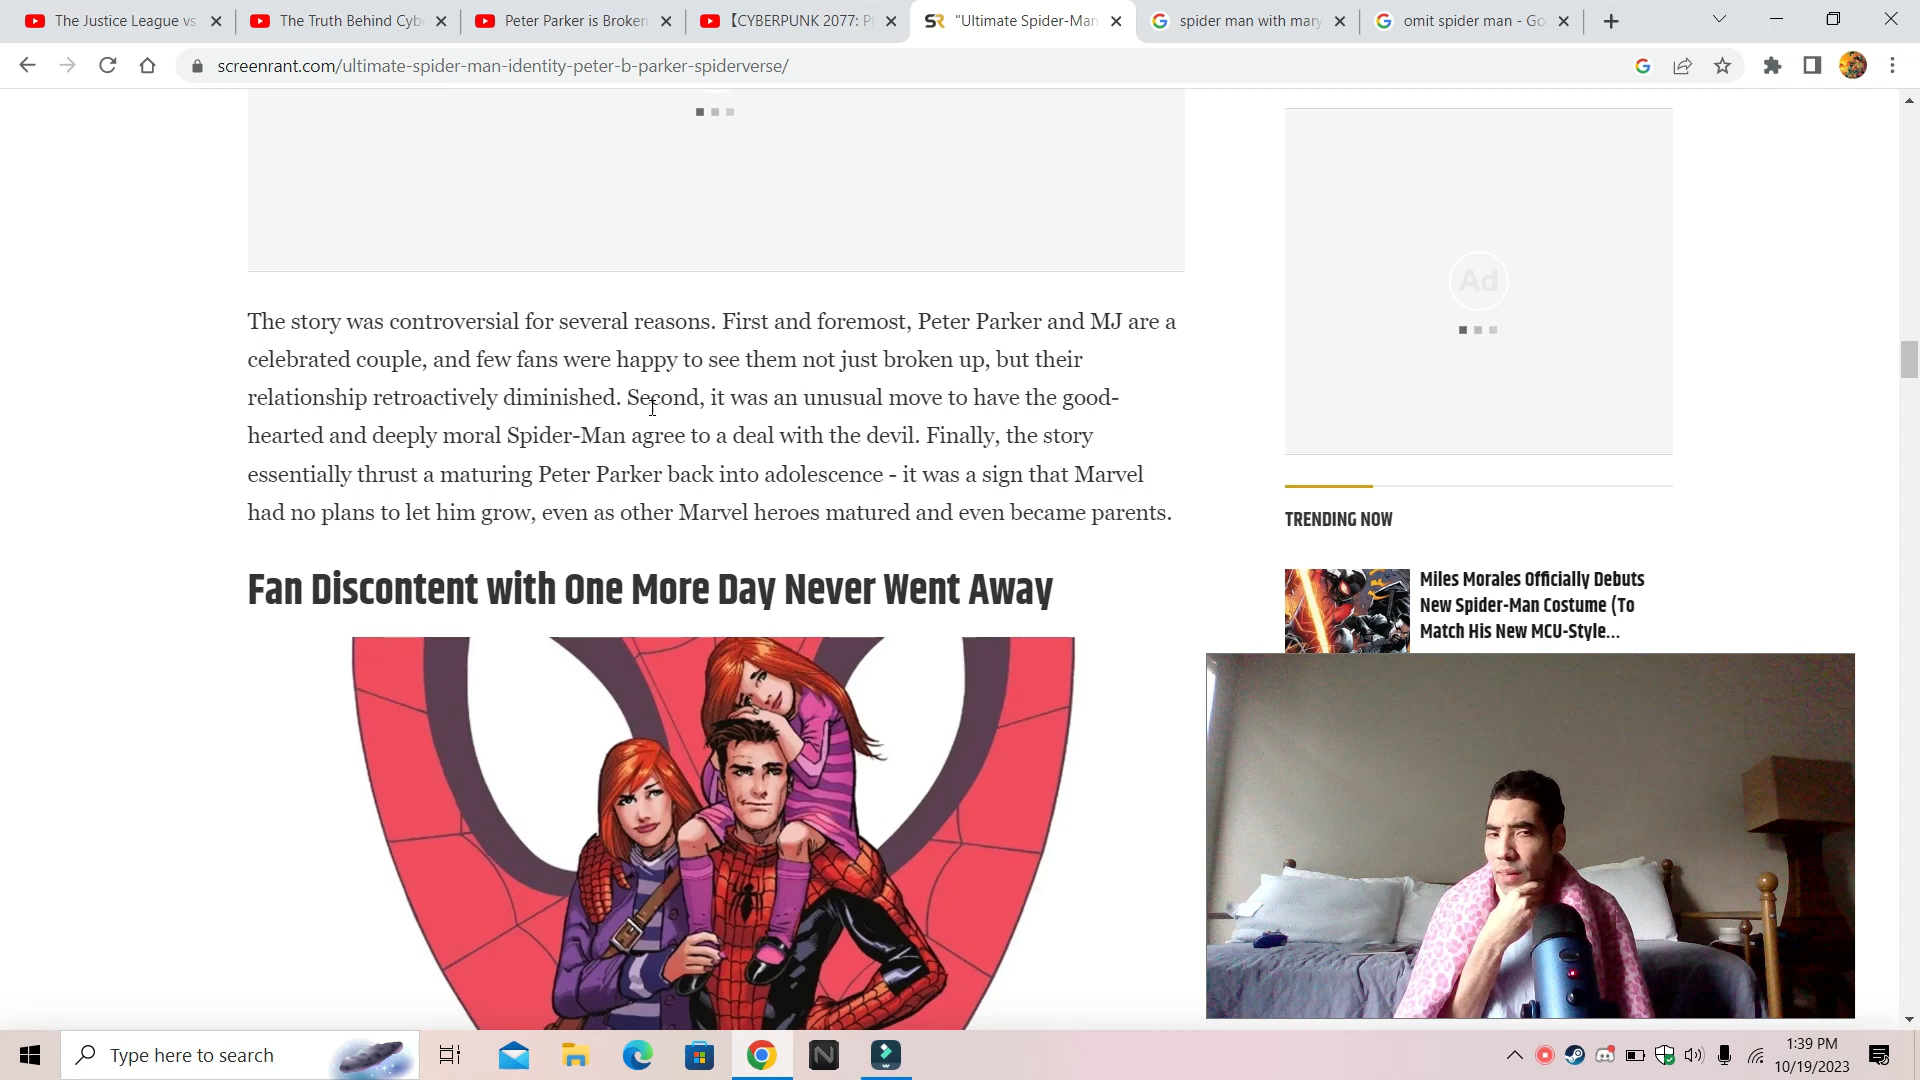 The Justice League vs
The Truth Behind Cybe
Peter Parker is Broken
【CYBERPUNK 2077: P
"Ultimate Spider-Man
spider man with mary
omit spider man - Go
screenrant.com/ultimate-spider-man-identity-peter-b-parker-spiderverse/
The story was controversial for several reasons. First and foremost, Peter Parker and MJ are a
celebrated couple, and few fans were happy to see them not just broken up, but their
relationship retroactively diminished. Second, it was an unusual move to have the good-
hearted and deeply moral Spider-Man agree to a deal with the devil. Finally, the story
essentially thrust a maturing Peter Parker back into adolescence - it was a sign that Marvel
had no plans to let him grow, even as other Marvel heroes matured and even became parents.
Fan Discontent with One More Day Never Went Away
Ad
TRENDING NOW
Miles Morales Officially Debuts
New Spider-Man Costume (To
Match His New MCU-Style...
Type here to search
1:39 PM
10/19/2023